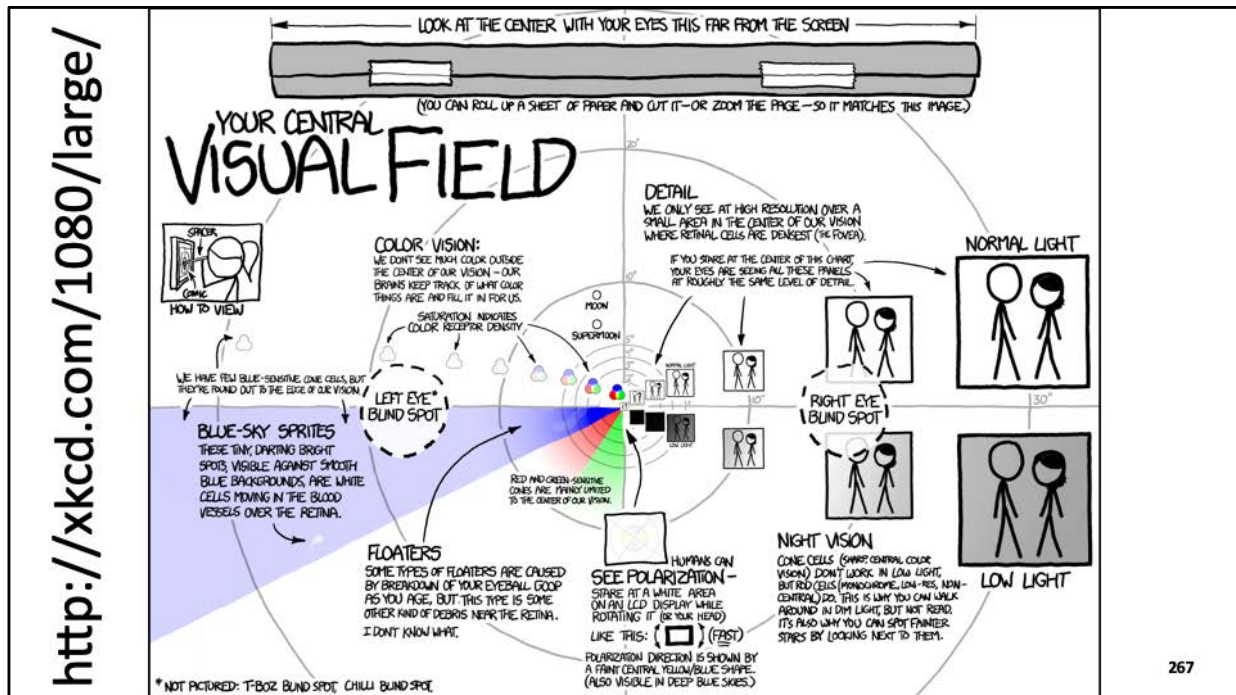 http://xkcd.com/1080/large/
LOOK AT THE CENTER WITH YOUR EYES THIS FAR FROM THE SCREEN
(YOU CAN ROLL UP A SHEET OF PAPER AND CUT IT—OR ZOOM THE PAGE—SO IT MATCHES THIS IMAGE.)
YOUR CENTRAL
VISUAL FIELD
SPACER
COMIC
HOW TO VIEW
COLOR VISION:
WE DON'T SEE MUCH COLOR OUTSIDE
THE CENTER OF OUR VISION — OUR
BRAINS KEEP TRACK OF WHAT COLOR
THINGS ARE AND FILL IT IN FOR US.
SATURATION INDICATES
COLOR RECEPTOR DENSITY
MOON
SUPERMOON
20°
10°
DETAIL
WE ONLY SEE AT HIGH RESOLUTION OVER A
SMALL AREA IN THE CENTER OF OUR VISION
WHERE RETINAL CELLS ARE DENSEST (THE FOVEA).
IF YOU STARE AT THE CENTER OF THIS CHART,
YOUR EYES ARE SEEING ALL THESE PANELS
AT ROUGHLY THE SAME LEVEL OF DETAIL.
NORMAL LIGHT
NORMAL LIGHT
LOW LIGHT
10°
30°
WE HAVE FEW BLUE-SENSITIVE CONE CELLS, BUT
THEY'RE FOUND OUT TO THE EDGE OF OUR VISION
LEFT EYE*
BLIND SPOT
RIGHT EYE
BLIND SPOT
BLUE-SKY SPRITES
THESE TINY, DARTING BRIGHT
SPOTS, VISIBLE AGAINST SMOOTH
BLUE BACKGROUNDS, ARE WHITE
CELLS MOVING IN THE BLOOD
VESSELS OVER THE RETINA.
RED AND GREEN-SENSITIVE
CONES ARE MAINLY LIMITED
TO THE CENTER OF OUR VISION.
FLOATERS
SOME TYPES OF FLOATERS ARE CAUSED
BY BREAKDOWN OF YOUR EYEBALL GOOP
AS YOU AGE, BUT THIS TYPE IS SOME
OTHER KIND OF DEBRIS NEAR THE RETINA.
I DON'T KNOW WHAT.
HUMANS CAN
SEE POLARIZATION—
STARE AT A WHITE AREA
ON AN LCD DISPLAY WHILE
ROTATING IT (OR YOUR HEAD)
LIKE THIS: (FAST)
POLARIZATION DIRECTION IS SHOWN BY
A FAINT CENTRAL YELLOW/BLUE SHAPE.
(ALSO VISIBLE IN DEEP BLUE SKIES.)
NIGHT VISION
CONE CELLS (SHARP, CENTRAL COLOR
VISION) DON'T WORK IN LOW LIGHT,
BUT ROD CELLS (MONOCHROME, LOW-RES, NON-
CENTRAL) DO. THIS IS WHY YOU CAN WALK
AROUND IN DIM LIGHT, BUT NOT READ.
IT'S ALSO WHY YOU CAN SPOT FAINTER
STARS BY LOOKING NEXT TO THEM.
LOW LIGHT
*NOT PICTURED: T-BOZ BLIND SPOT, CHILLI BLIND SPOT.
267